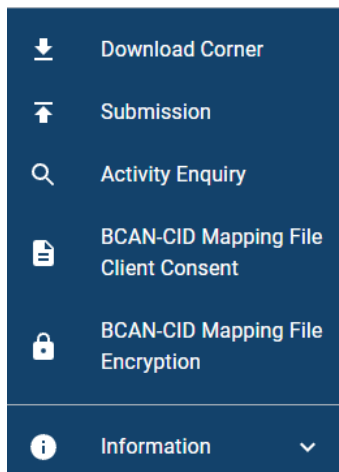 Download Corner
Submission
Activity Enquiry
BCAN-CID Mapping File
Client Consent
BCAN-CID Mapping File
Encryption
Information